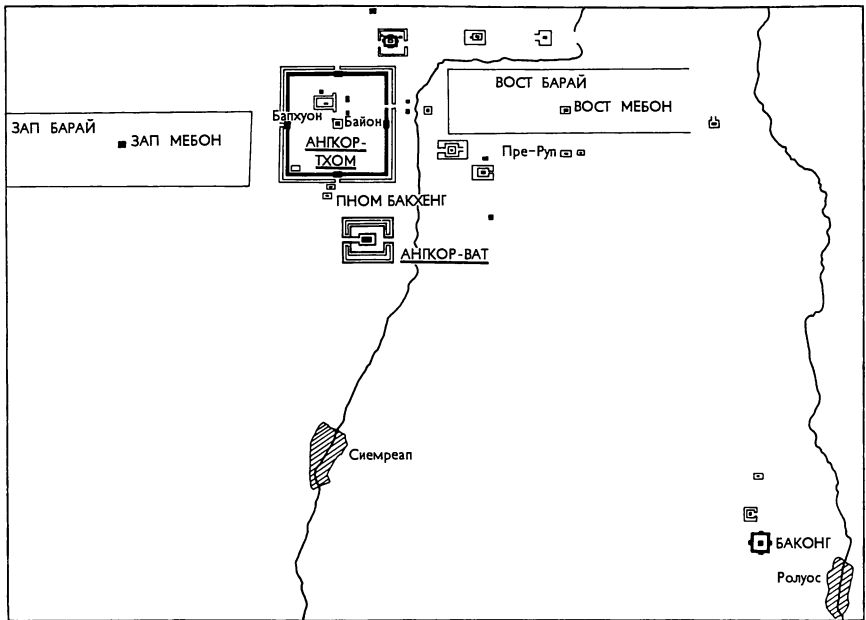 ВОСТ БАРАЙ
ВОСТ МЕБОН
Бапхуон
Байон
ЗАП БАРАЙ
ЗАП МЕБОН
АНГКОР-
ТХОМ
Пре-Руп
ПНОМ БАКХЕНГ
АНГКОР-ВАТ
Сиемреап
БАКОНГ
Ролуос